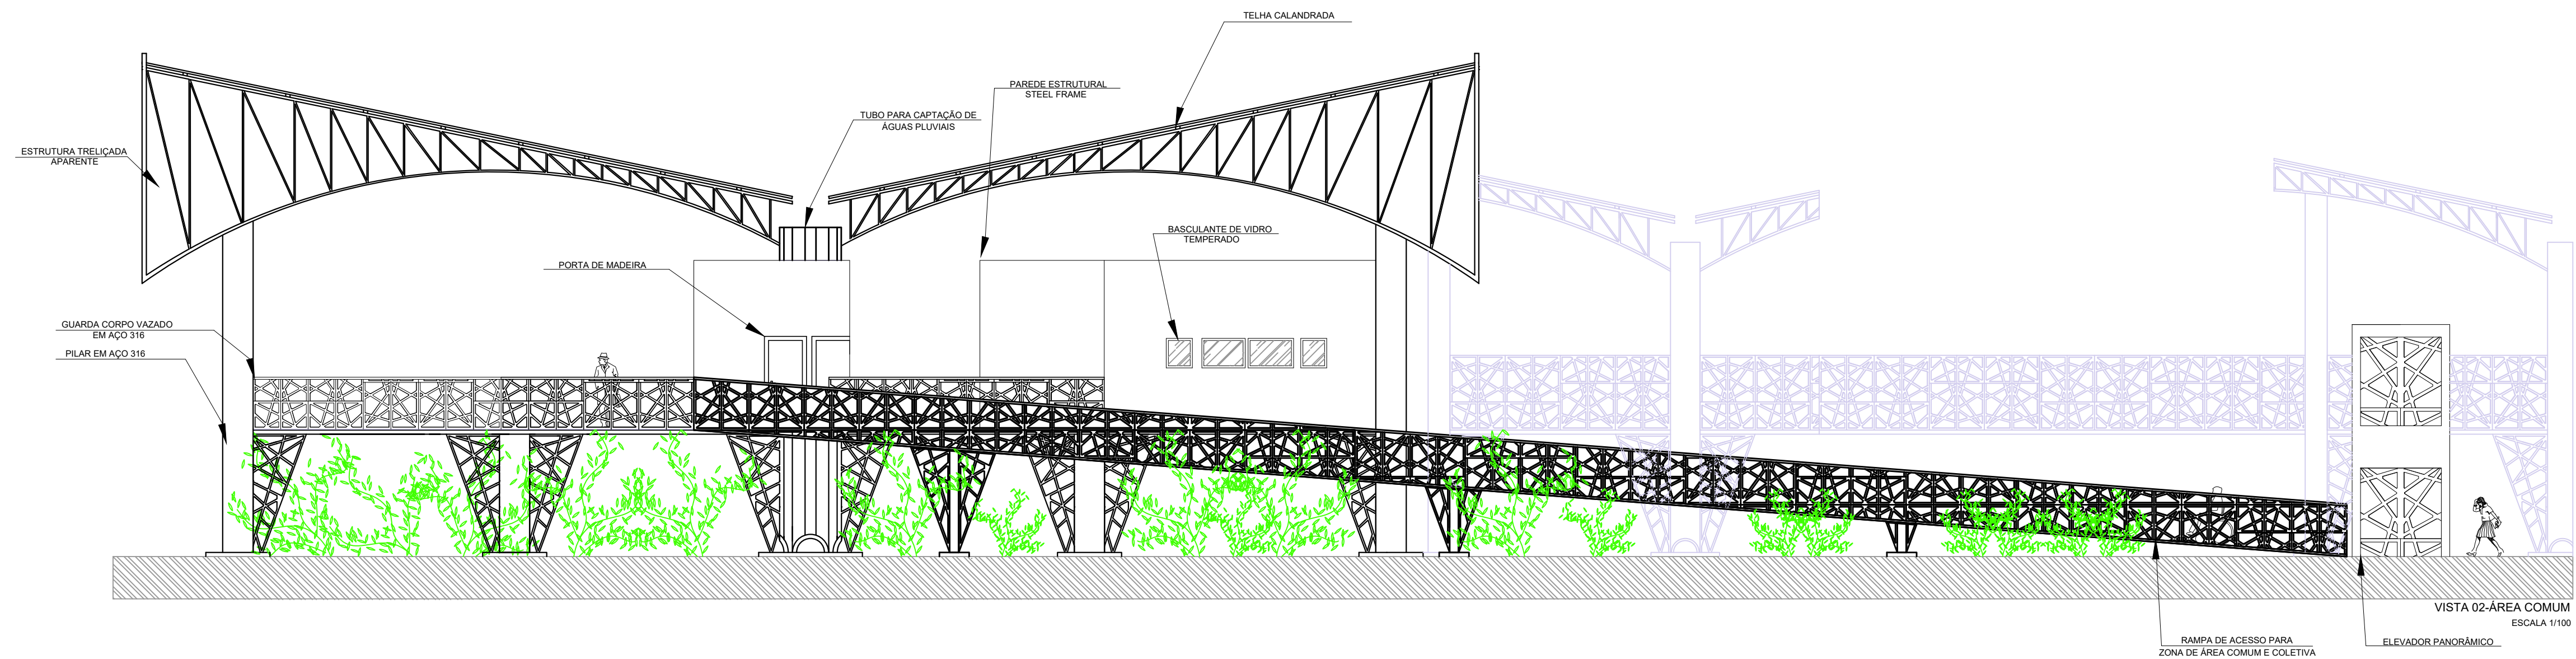 TELHA CALANDRADA
PAREDE ESTRUTURAL
STEEL FRAME
TUBO PARA CAPTAÇÃO DE
ÁGUAS PLUVIAIS
ESTRUTURA TRELIÇADA
APARENTE
BASCULANTE DE VIDRO
TEMPERADO
PORTA DE MADEIRA
GUARDA CORPO VAZADO
EM AÇO 316
PILAR EM AÇO 316
VISTA 02-ÁREA COMUM
ESCALA 1/100
RAMPA DE ACESSO PARA
ZONA DE ÁREA COMUM E COLETIVA
ELEVADOR PANORÂMICO